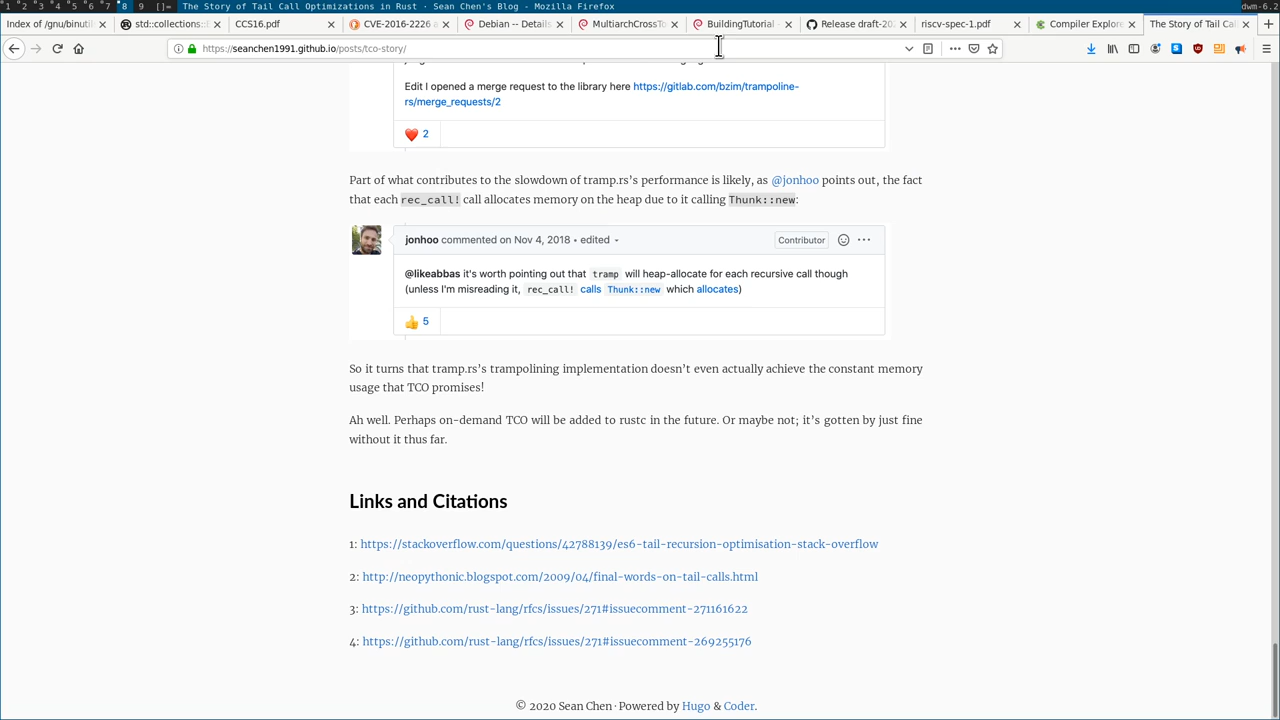 1 2 3 4 5 6 7 8 9 []= The Story of Tail Call Optimizations in Rust · Sean Chen's Blog - Mozilla Firefox dwm-6.2
Index of /gnu/binuti
std::collections::
CCS16.pdf
CVE-2016-2226
Debian -- Details
MultiarchCrossTo
BuildingTutorial -
Release draft-20
riscv-spec-1.pdf
Compiler Explore
The Story of Tail Ca
https://seanchen1991.github.io/posts/tco-story/
Edit I opened a merge request to the library here https://gitlab.com/bzim/trampoline-
rs/merge_requests/2
❤️ 2
Part of what contributes to the slowdown of tramp.rs’s performance is likely, as @jonhoo points out, the fact
that each rec_call! call allocates memory on the heap due to it calling Thunk::new:
jonhoo commented on Nov 4, 2018 • edited Contributor
@likeabbas it's worth pointing out that tramp will heap-allocate for each recursive call though
(unless I'm misreading it, rec_call! calls Thunk::new which allocates)
👍 5
So it turns that tramp.rs’s trampolining implementation doesn’t even actually achieve the constant memory
usage that TCO promises!
Ah well. Perhaps on-demand TCO will be added to rustc in the future. Or maybe not; it’s gotten by just fine
without it thus far.
Links and Citations
1: https://stackoverflow.com/questions/42788139/es6-tail-recursion-optimisation-stack-overflow
2: http://neopythonic.blogspot.com/2009/04/final-words-on-tail-calls.html
3: https://github.com/rust-lang/rfcs/issues/271#issuecomment-271161622
4: https://github.com/rust-lang/rfcs/issues/271#issuecomment-269255176
© 2020 Sean Chen · Powered by Hugo & Coder.